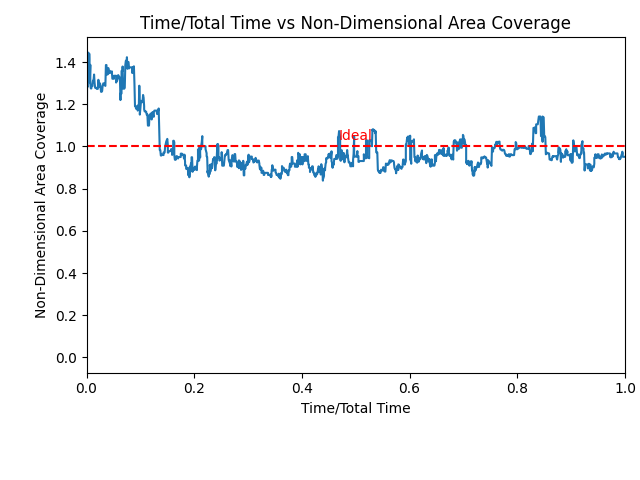 Time/Total Time vs Non-Dimensional Area Coverage
1.4
1.2
1.0
0.8
0.6
0.4
0.2
0.0
Non-Dimensional Area Coverage
Ideal
0.0 0.2 0.4 0.6 0.8 1.0
Time/Total Time